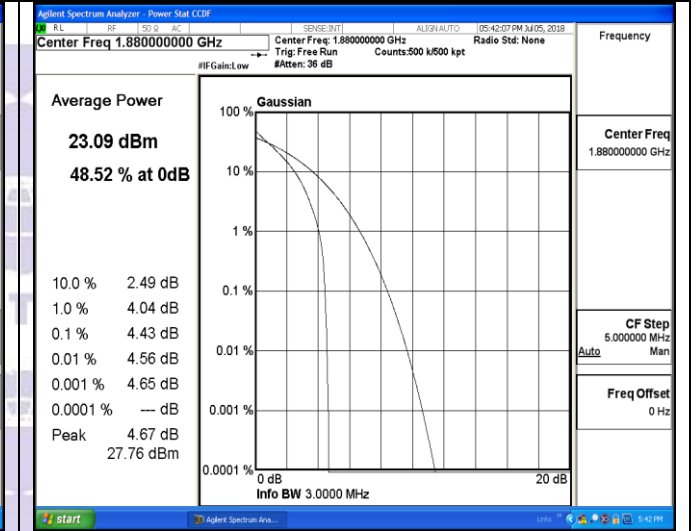 Agilent Spectrum Analyzer - Power Stat CCDF
RL RF 50 Ω AC SENSE:INT ALIGN AUTO 05:42:07 PM Jul 05, 2018
Center Freq 1.880000000 GHz
Center Freq: 1.880000000 GHz Radio Std: None
Trig: Free Run Counts:500 k/500 kpt
#IFGain:Low #Atten: 36 dB
Frequency
Average Power
23.09 dBm
48.52 % at 0dB
10.0 % 2.49 dB
1.0 % 4.04 dB
0.1 % 4.43 dB
0.01 % 4.56 dB
0.001 % 4.65 dB
0.0001 % --- dB
Peak 4.67 dB
27.76 dBm
Gaussian
100 %
10 %
1 %
0.1 %
0.01 %
0.001 %
0.0001 %
0 dB 20 dB
Info BW 3.0000 MHz
Center Freq
1.880000000 GHz
CF Step
5.000000 MHz
Auto Man
Freq Offset
0 Hz
start Agilent Spectrum Ana... Links » 5:42 PM